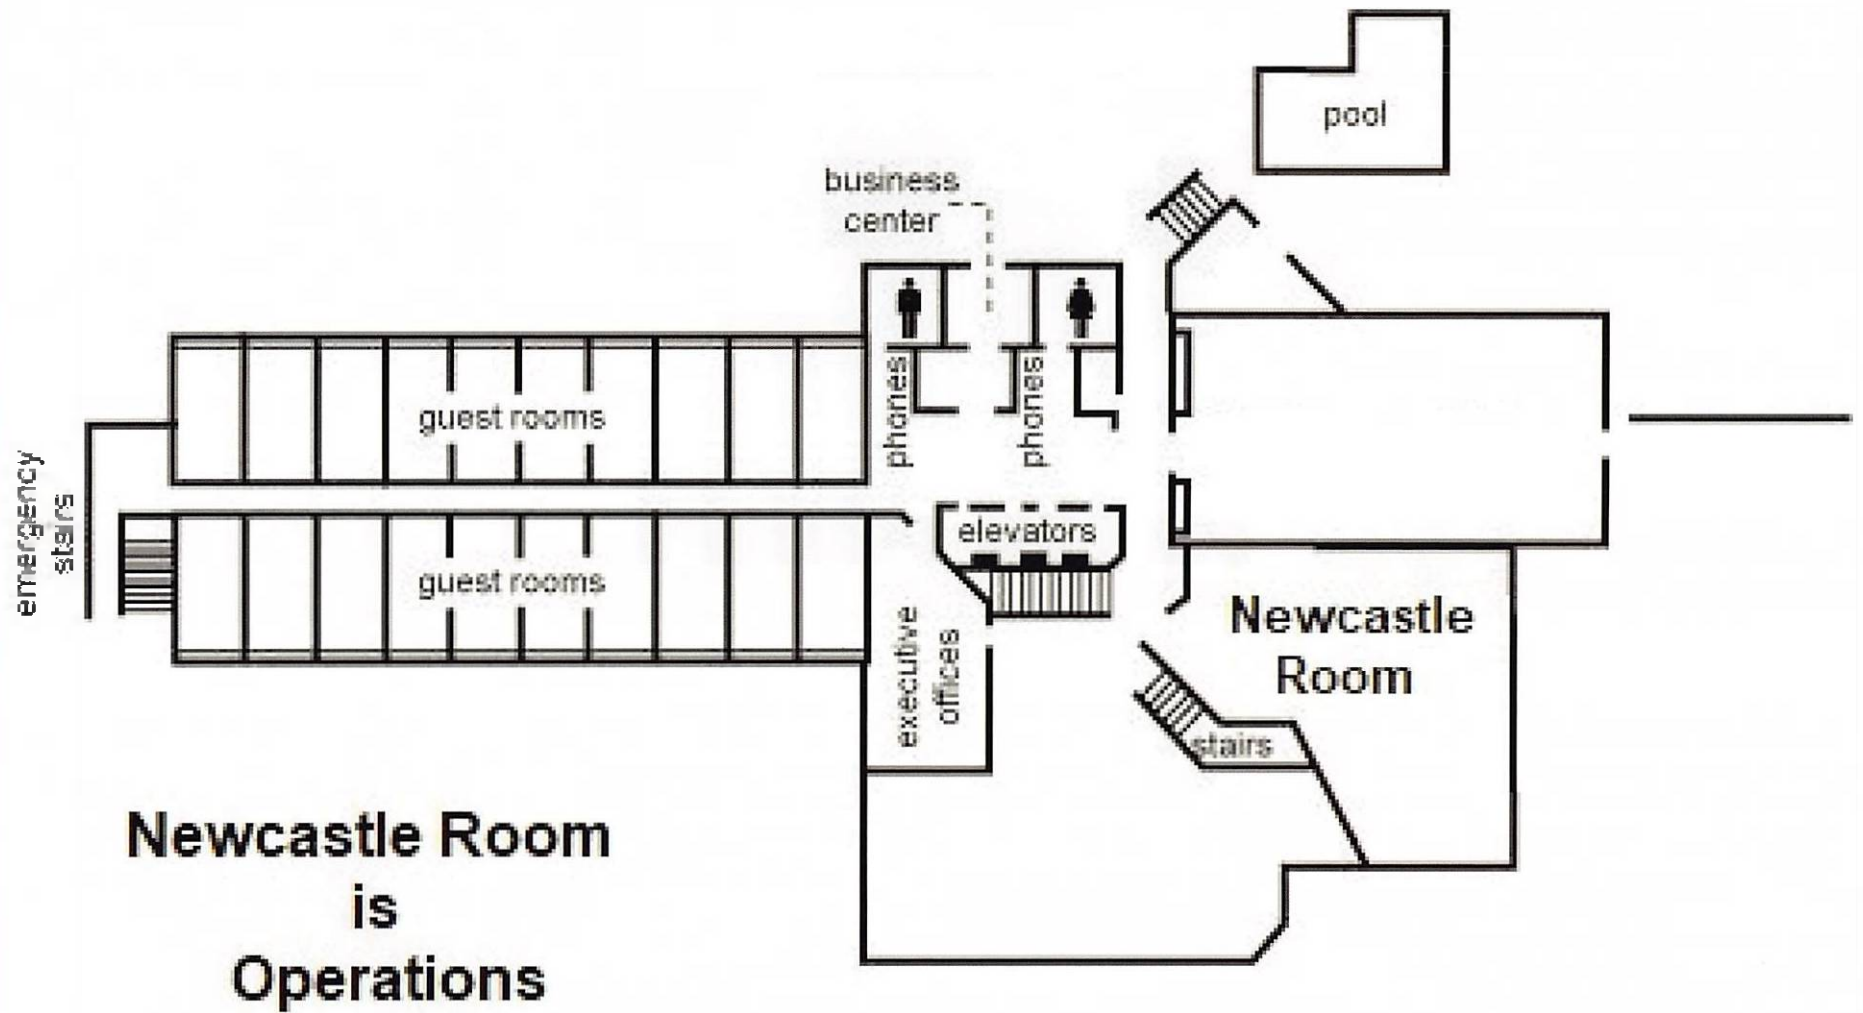 pool
business
center
phones
phones
guest rooms
emergency
stairs
elevators
guest rooms
executive
offices
Newcastle
Room
stairs
Newcastle Room
is
Operations